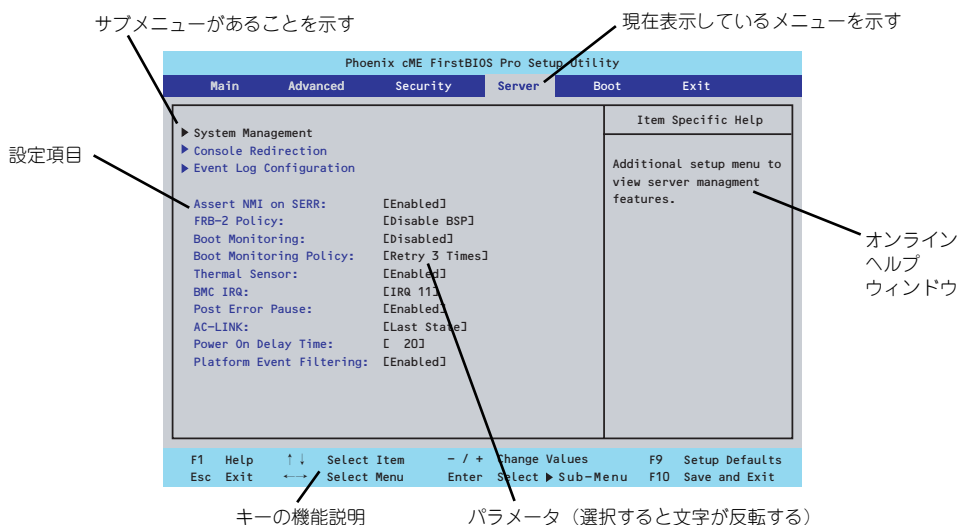 サブメニューがあることを示す
現在表示しているメニューを示す
Phoenix cME FirstBIOS Pro Setup Utility
Main Advanced Security Server Boot Exit
▶ System Management
▶ Console Redirection
▶ Event Log Configuration
設定項目
Assert NMI on SERR: [Enabled]
FRB-2 Policy: [Disable BSP]
Boot Monitoring: [Disabled]
Boot Monitoring Policy: [Retry 3 Times]
Thermal Sensor: [Enabled]
BMC IRQ: [IRQ 11]
Post Error Pause: [Enabled]
AC-LINK: [Last State]
Power On Delay Time: [ 20]
Platform Event Filtering: [Enabled]
Item Specific Help
Additional setup menu to
view server managment
features.
オンライン
ヘルプ
ウィンドウ
F1 Help ↑↓ Select Item - / + Change Values F9 Setup Defaults
Esc Exit ←→ Select Menu Enter Select ▶ Sub-Menu F10 Save and Exit
キーの機能説明
パラメータ（選択すると文字が反転する）